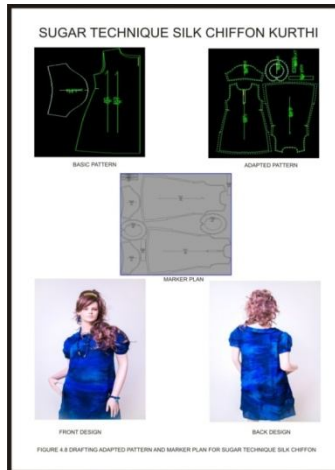 SUGAR TECHNIQUE SILK CHIFFON KURTHI
BASIC PATTERN
ADAPTED PATTERN
MARKER PLAN
FRONT DESIGN
BACK DESIGN
FIGURE 4.8 DRAFTING ADAPTED PATTERN AND MARKER PLAN FOR SUGAR TECHNIQUE SILK CHIFFON